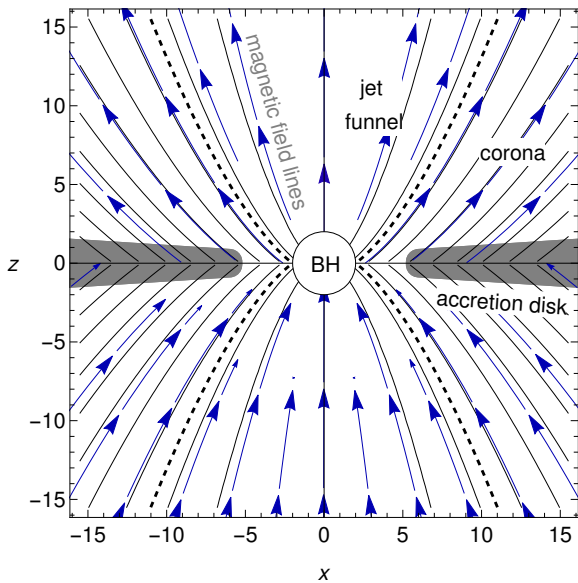 15
10
5
0
−5
−10
−15
z
magnetic field lines
jet
funnel
corona
BH
accretion disk
−15 −10 −5 0 5 10 15
x